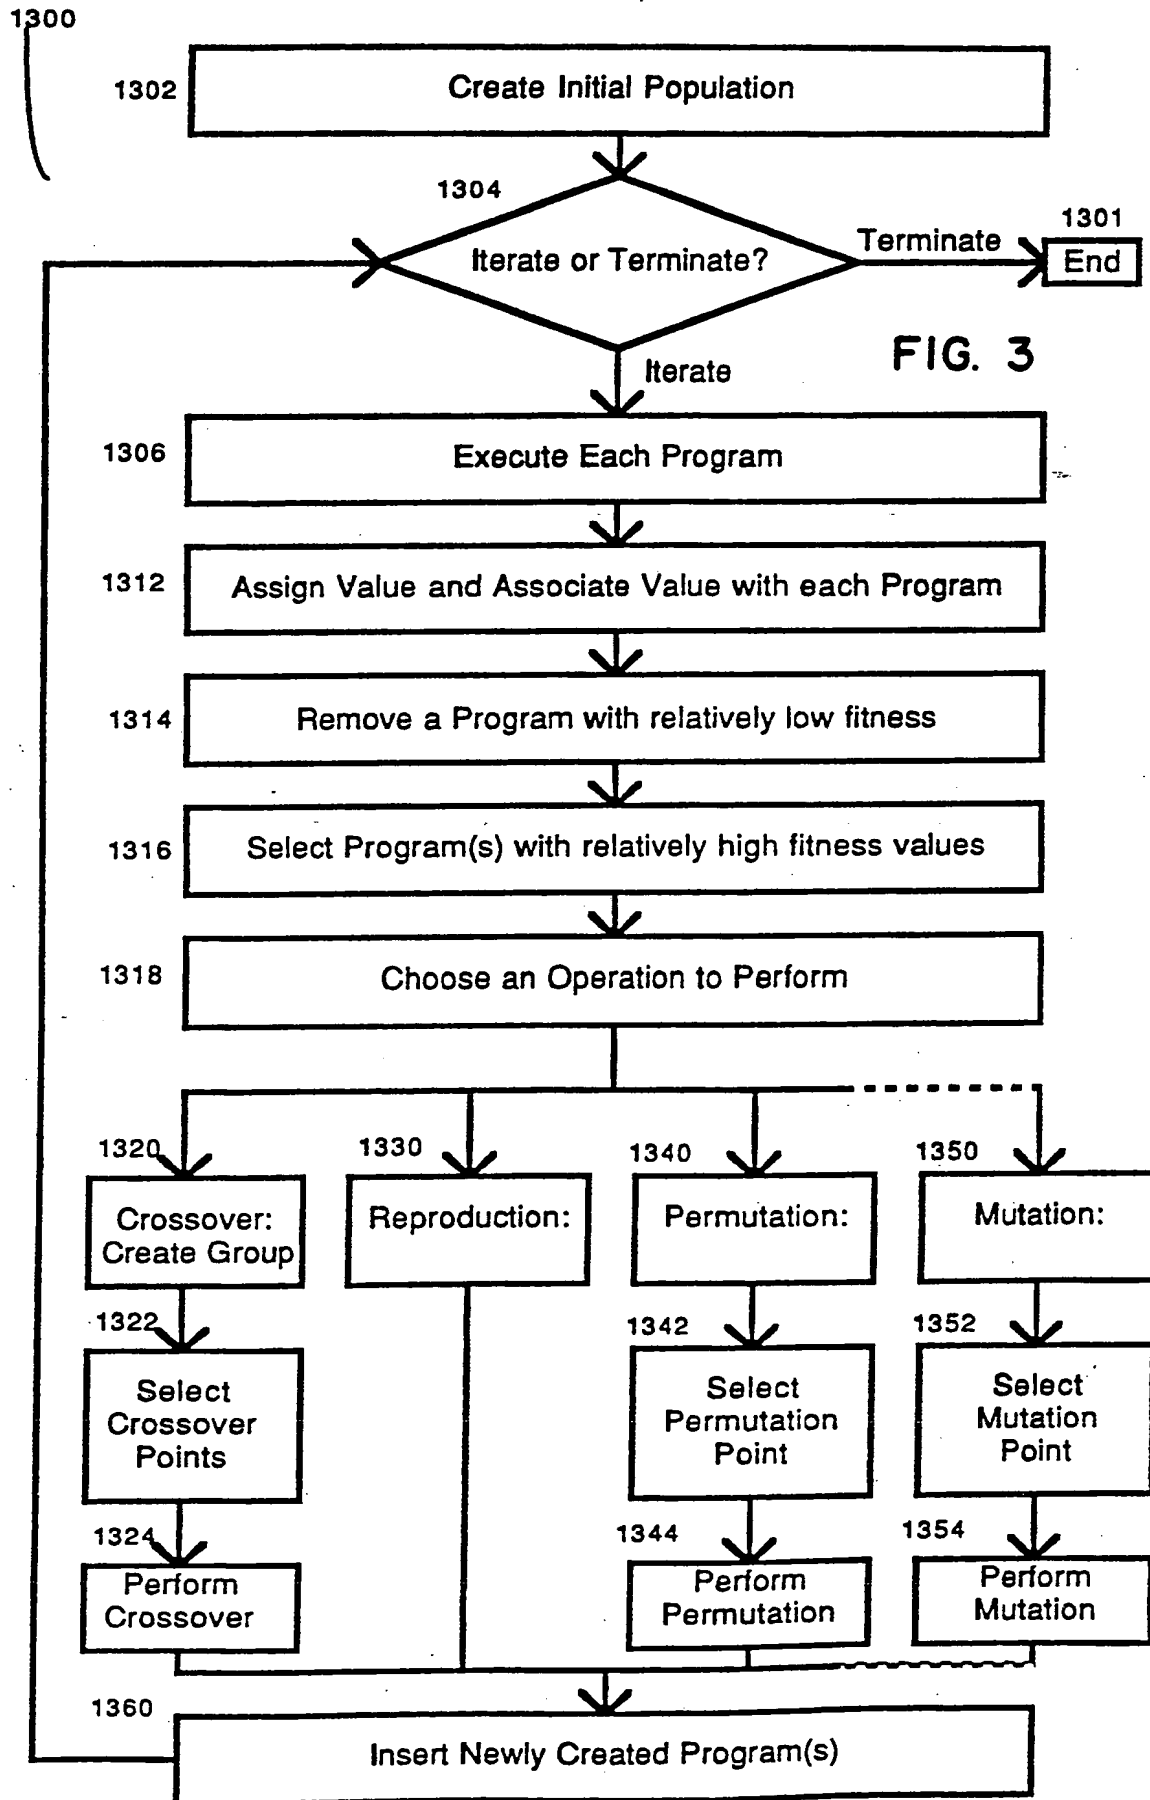 1300
1302
Create Initial Population
1304
Iterate or Terminate?
Terminate
1301
End
FIG. 3
Iterate
1306
Execute Each Program
1312
Assign Value and Associate Value with each Program
1314
Remove a Program with relatively low fitness
1316
Select Program(s) with relatively high fitness values
1318
Choose an Operation to Perform
1320
1330
1340
1350
Crossover:
Create Group
Reproduction:
Permutation:
Mutation:
1322
1342
1352
Select
Crossover
Points
Select
Permutation
Point
Select
Mutation
Point
1324
1344
1354
Perform
Crossover
Perform
Permutation
Perform
Mutation
1360
Insert Newly Created Program(s)